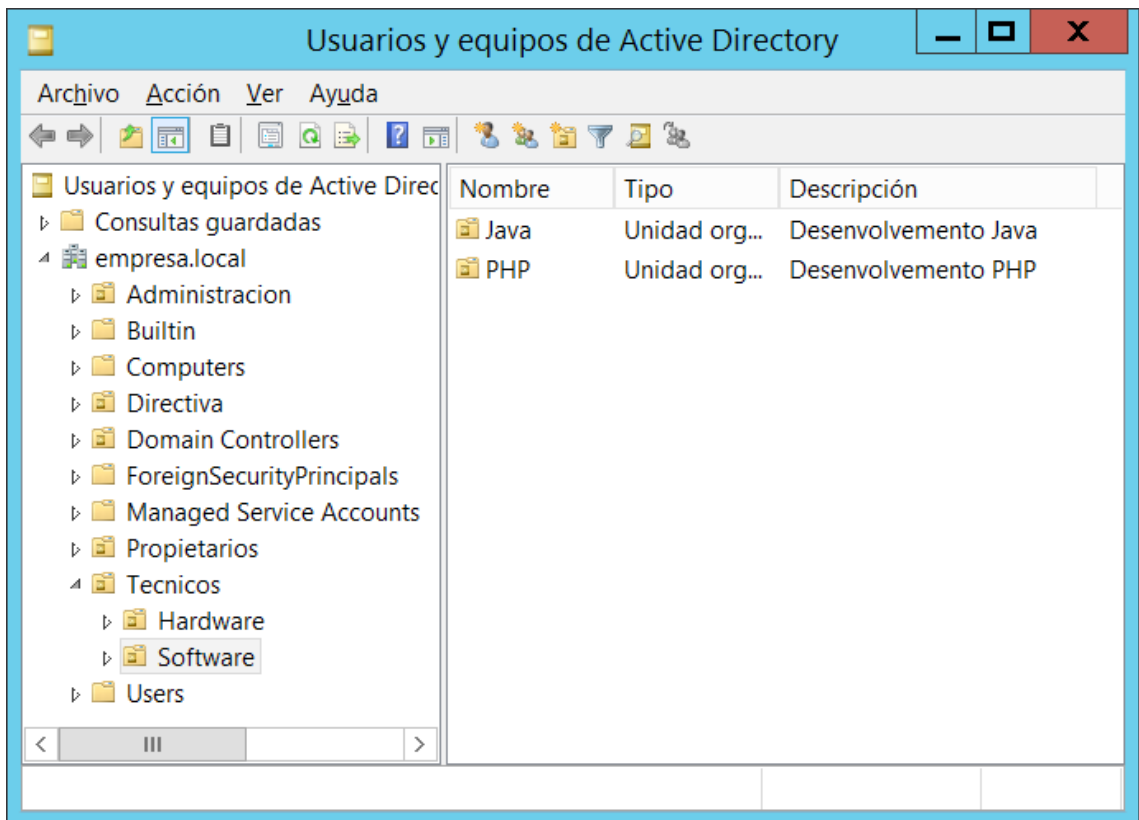 Usuarios y equipos de Active Directory
Archivo Acción Ver Ayuda
Usuarios y equipos de Active Direc
Consultas guardadas
empresa.local
Administracion
Builtin
Computers
Directiva
Domain Controllers
ForeignSecurityPrincipals
Managed Service Accounts
Propietarios
Tecnicos
Hardware
Software
Users
Nombre Tipo Descripción
Java Unidad org... Desenvolvemento Java
PHP Unidad org... Desenvolvemento PHP